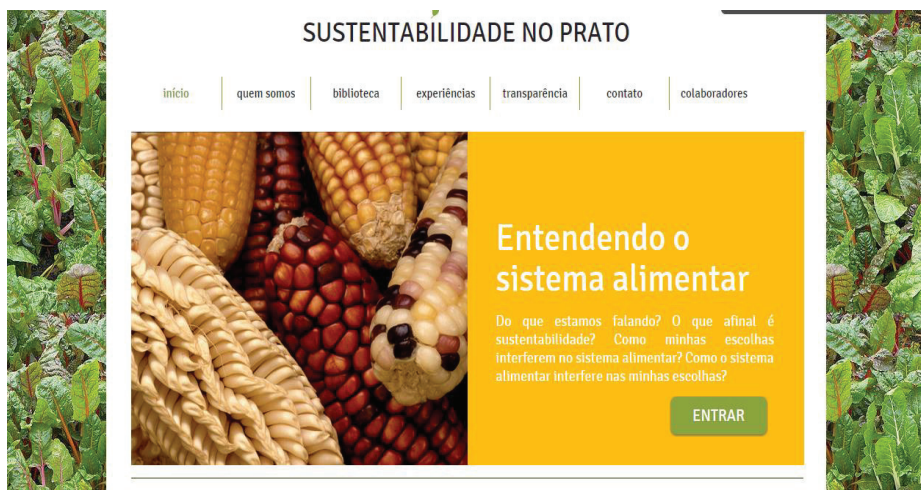 SUSTENTABILIDADE NO PRATO
início quem somos biblioteca experiências transparência contato colaboradores
Entendendo o
sistema alimentar
Do que estamos falando? O que afinal é
sustentabilidade? Como minhas escolhas
interferem no sistema alimentar? Como o sistema
alimentar interfere nas minhas escolhas?
ENTRAR